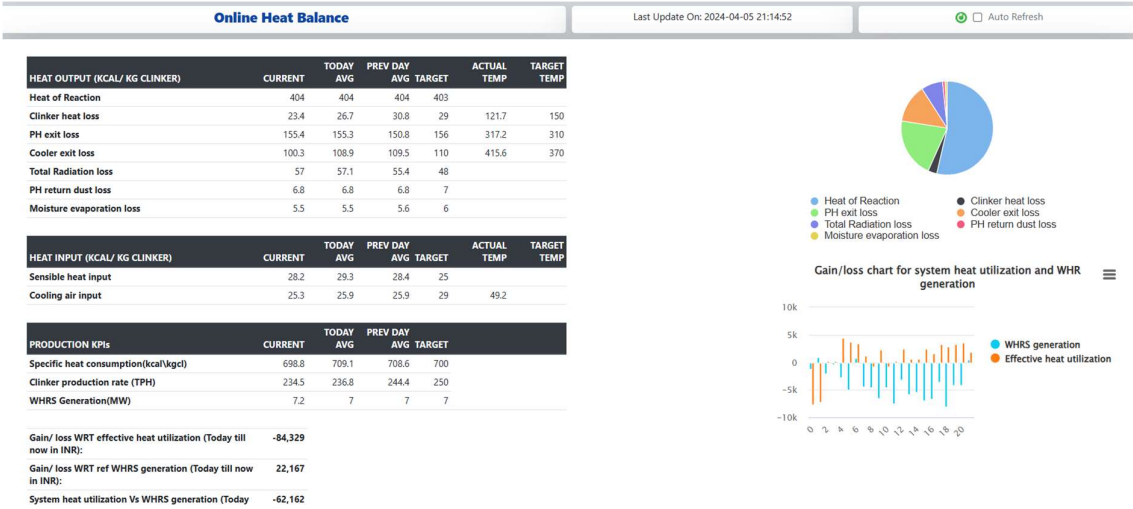 Online Heat Balance
Last Update On: 2024-04-05 21:14:52
Auto Refresh
HEAT OUTPUT (KCAL/ KG CLINKER) CURRENT TODAY AVG PREV DAY AVG TARGET ACTUAL TEMP TARGET TEMP
Heat of Reaction 404 404 404 403
Clinker heat loss 23.4 26.7 30.8 29 121.7 150
PH exit loss 155.4 155.3 150.8 156 317.2 310
Cooler exit loss 100.3 108.9 109.5 110 415.6 370
Total Radiation loss 57 57.1 55.4 48
PH return dust loss 6.8 6.8 6.8 7
Moisture evaporation loss 5.5 5.5 5.6 6
HEAT INPUT (KCAL/ KG CLINKER) CURRENT TODAY AVG PREV DAY AVG TARGET ACTUAL TEMP TARGET TEMP
Sensible heat input 28.2 29.3 28.4 25
Cooling air input 25.3 25.9 25.9 29 49.2
PRODUCTION KPIs CURRENT TODAY AVG PREV DAY AVG TARGET
Specific heat consumption(kcal\kgcl) 698.8 709.1 708.6 700
Clinker production rate (TPH) 234.5 236.8 244.4 250
WHRS Generation(MW) 7.2 7 7 7
Gain/ loss WRT effective heat utilization (Today till -84,329
now in INR):
Gain/ loss WRT ref WHRS generation (Today till now 22,167
in INR):
System heat utilization Vs WHRS generation (Today -62,162
Heat of Reaction Clinker heat loss
PH exit loss Cooler exit loss
Total Radiation loss PH return dust loss
Moisture evaporation loss
Gain/loss chart for system heat utilization and WHR
generation
10k
5k
0
−5k
−10k
0 2 4 6 8 10 12 14 16 18 20
WHRS generation
Effective heat utilization